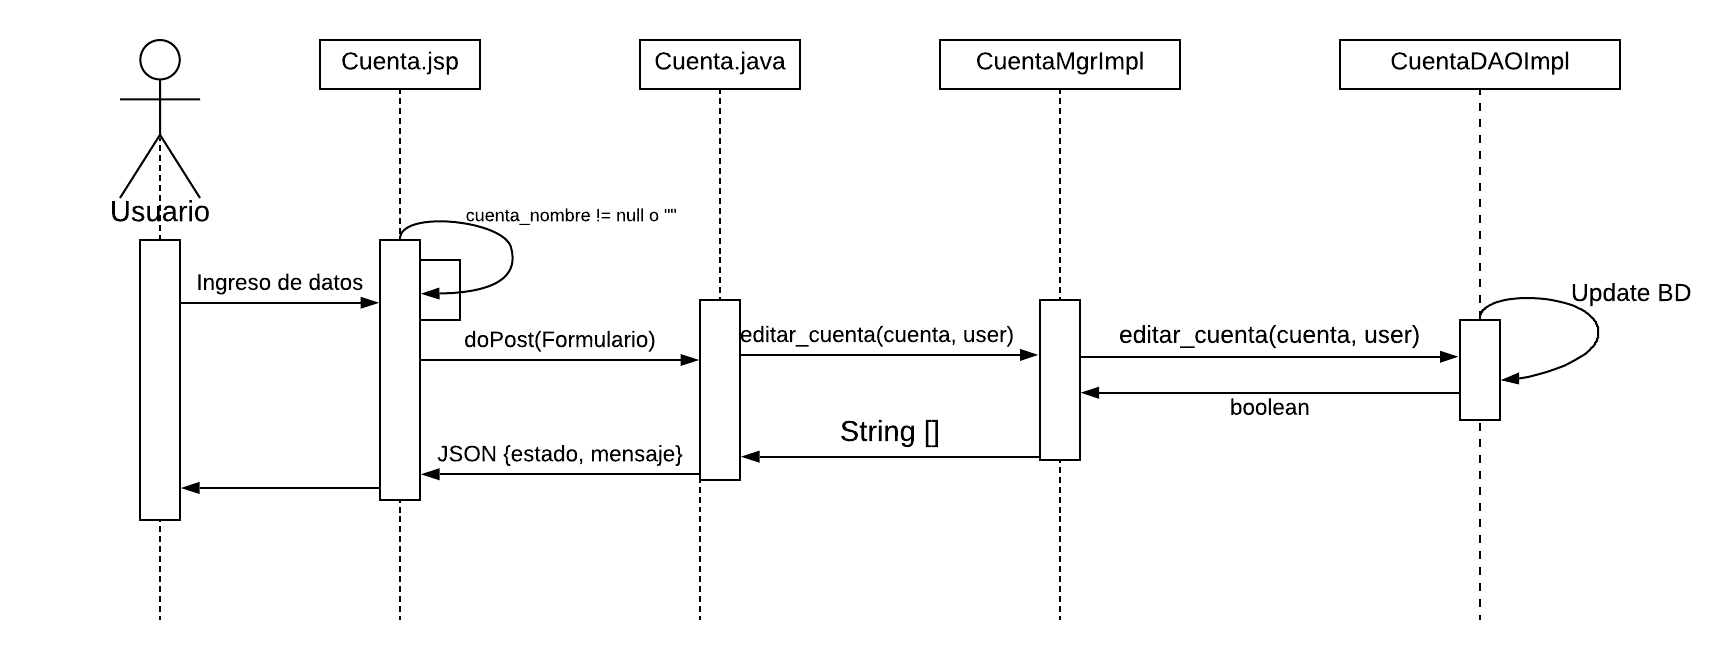 Cuenta.jsp
Cuenta.java
CuentaMgrImpl
CuentaDAOImpl
Usuario
cuenta_nombre != null o ""
Ingreso de datos
Update BD
doPost(Formulario)
editar_cuenta(cuenta, user)
editar_cuenta(cuenta, user)
boolean
String []
JSON {estado, mensaje}